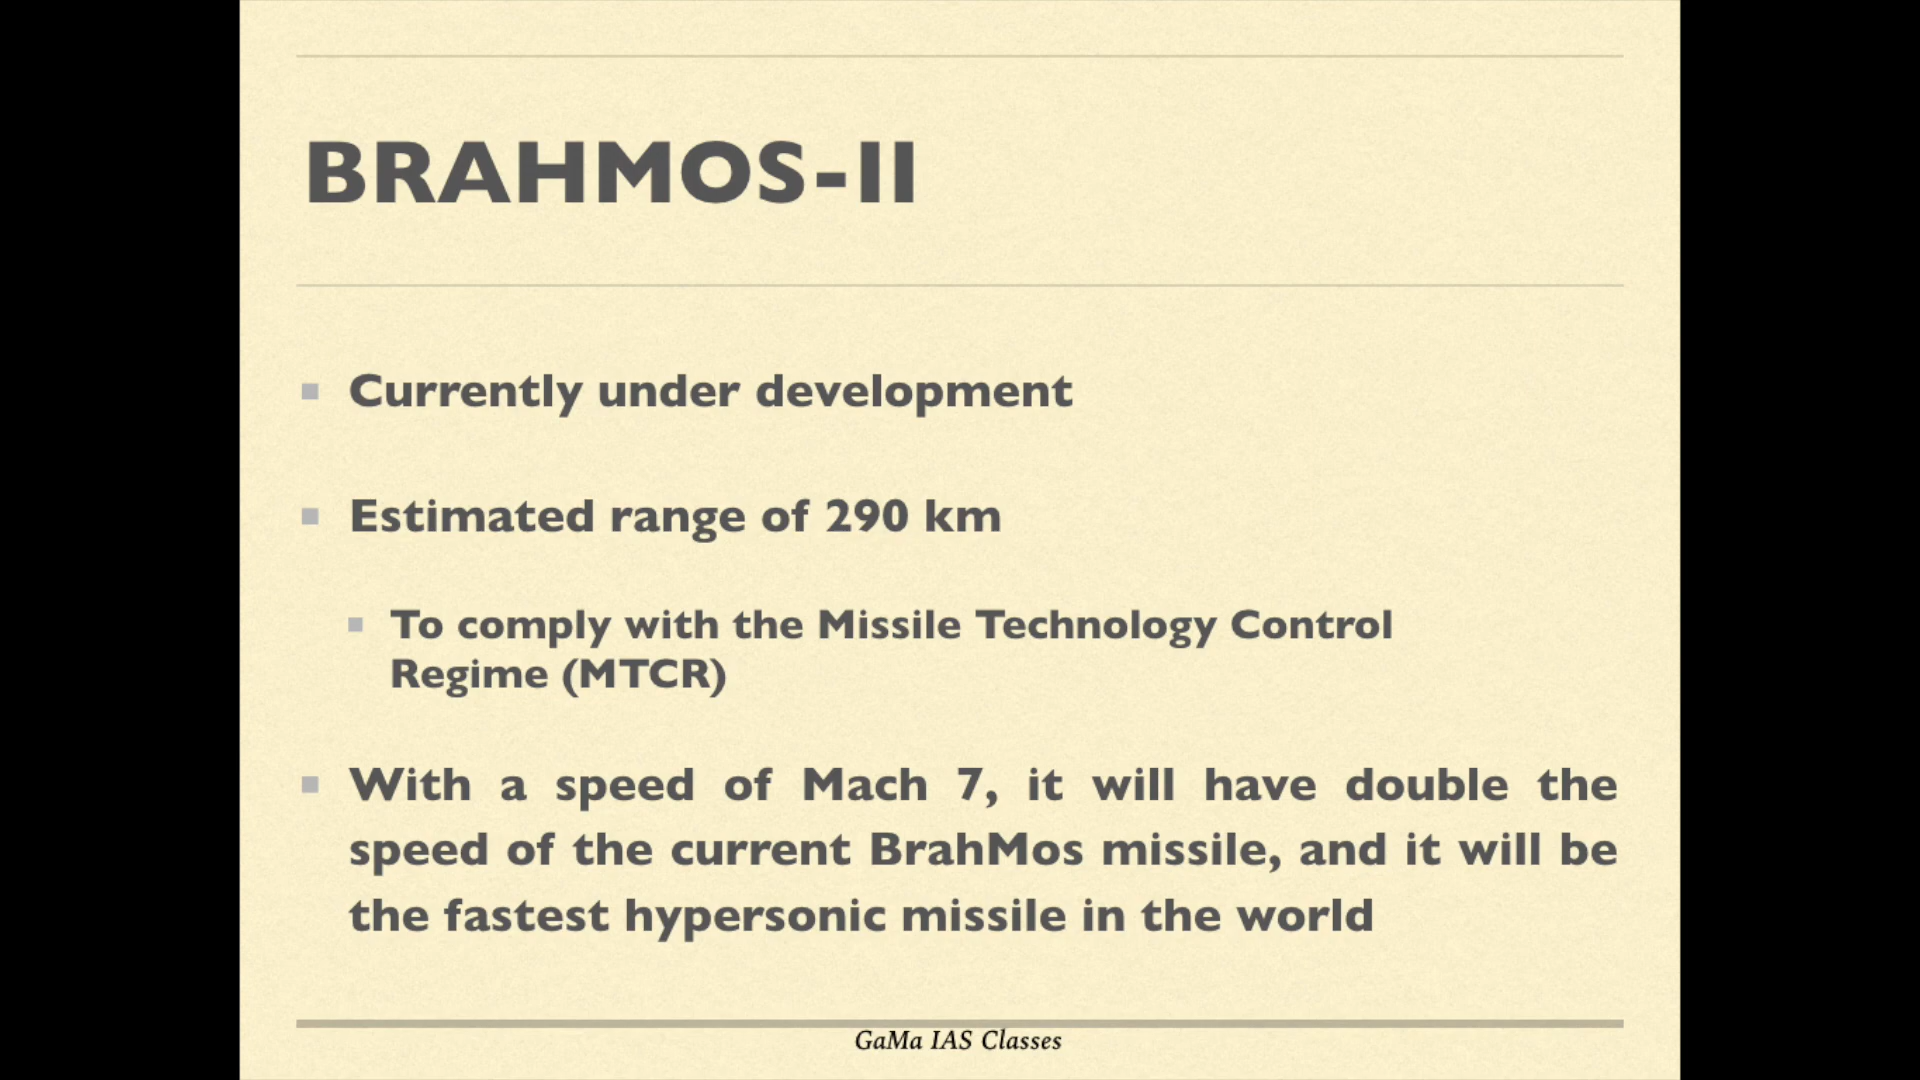 BRAHMOS-II
Currently under development
Estimated range of 290 km
To comply with the Missile Technology Control
Regime (MTCR)
With a speed of Mach 7, it will have double the
speed of the current BrahMos missile, and it will be
the fastest hypersonic missile in the world
GaMa IAS Classes